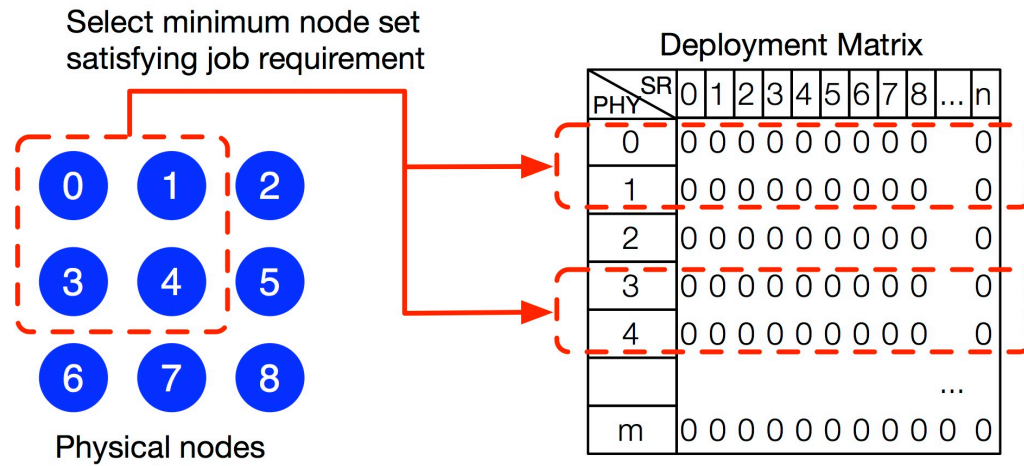 Select minimum node set
satisfying job requirement
0 1 2
3 4 5
6 7 8
Physical nodes
Deployment Matrix
PHY SR 0 1 2 3 4 5 6 7 8 ... n
0 0 0 0 0 0 0 0 0 0 0
1 0 0 0 0 0 0 0 0 0 0
2 0 0 0 0 0 0 0 0 0 0
3 0 0 0 0 0 0 0 0 0 0
4 0 0 0 0 0 0 0 0 0 0
...
m 0 0 0 0 0 0 0 0 0 0 0